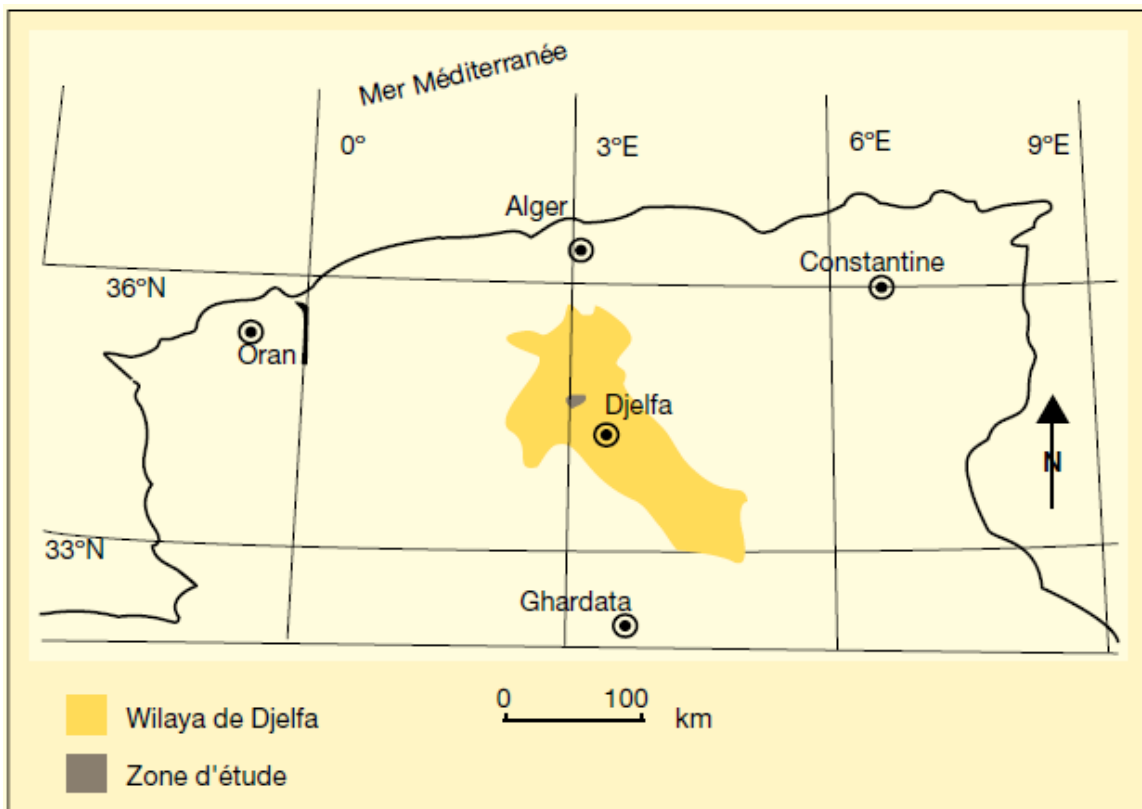 Mer Méditerranée
0°
3°E
6°E
9°E
Alger
Constantine
36°N
Oran
Djelfa
N
33°N
Ghardata
Wilaya de Djelfa
0 100
km
Zone d'étude